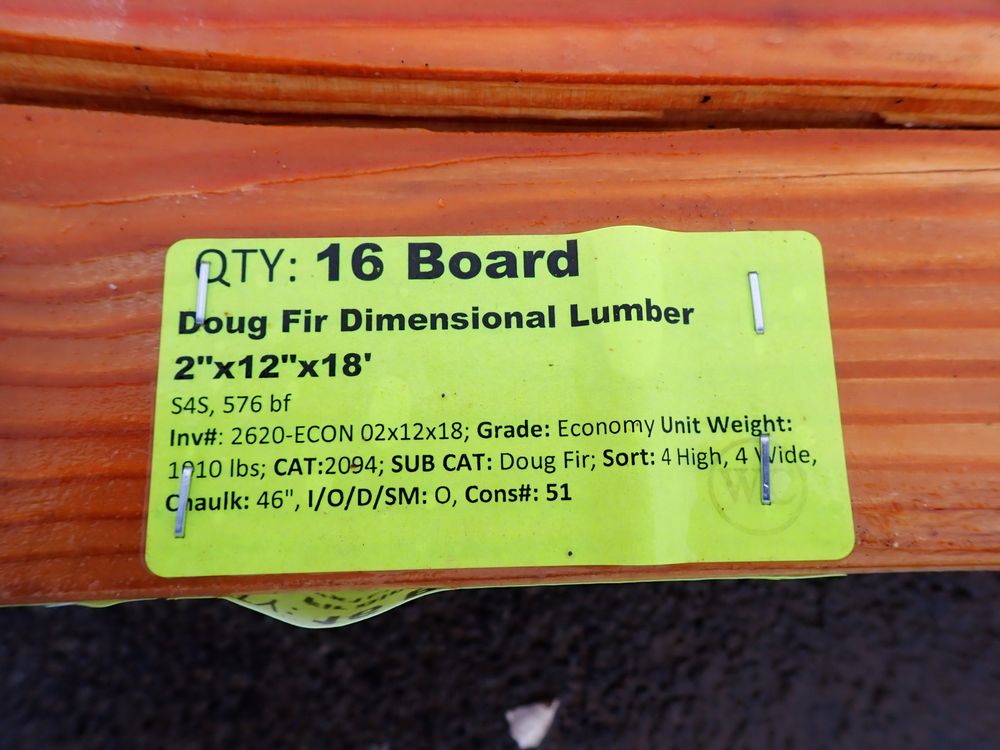 QTY: 16 Board
Doug Fir Dimensional Lumber
2"x12"x18'
S4S, 576 bf
Inv#: 2620-ECON 02x12x18; Grade: Economy Unit Weight:
1010 lbs; CAT:2094; SUB CAT: Doug Fir; Sort: 4 High, 4 Wide,
Chaulk: 46", I/O/D/SM: O, Cons#: 51
WC